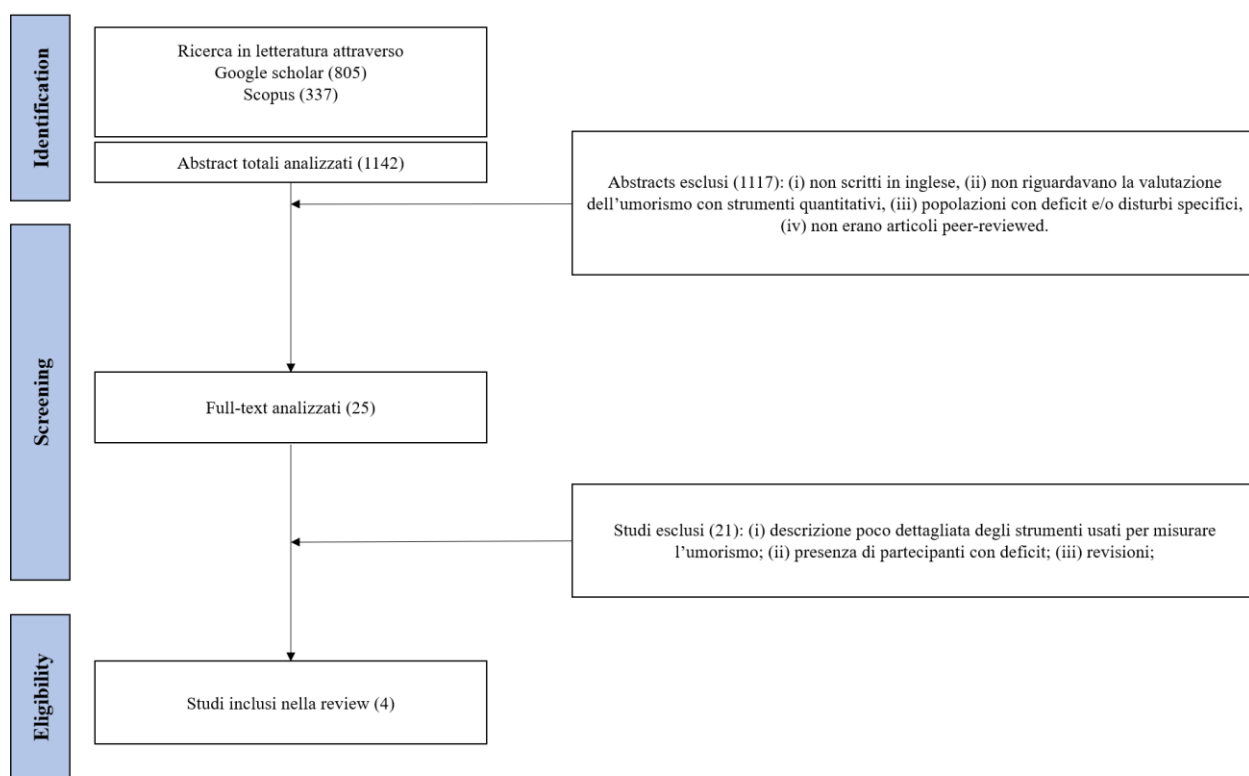 Identification
Ricerca in letteratura attraverso
Google scholar (805)
Scopus (337)
Abstract totali analizzati (1142)
Abstracts esclusi (1117): (i) non scritti in inglese, (ii) non riguardavano la valutazione
dell’umorismo con strumenti quantitativi, (iii) popolazioni con deficit e/o disturbi specifici,
(iv) non erano articoli peer-reviewed.
Screening
Full-text analizzati (25)
Studi esclusi (21): (i) descrizione poco dettagliata degli strumenti usati per misurare
l’umorismo; (ii) presenza di partecipanti con deficit; (iii) revisioni;
Eligibility
Studi inclusi nella review (4)